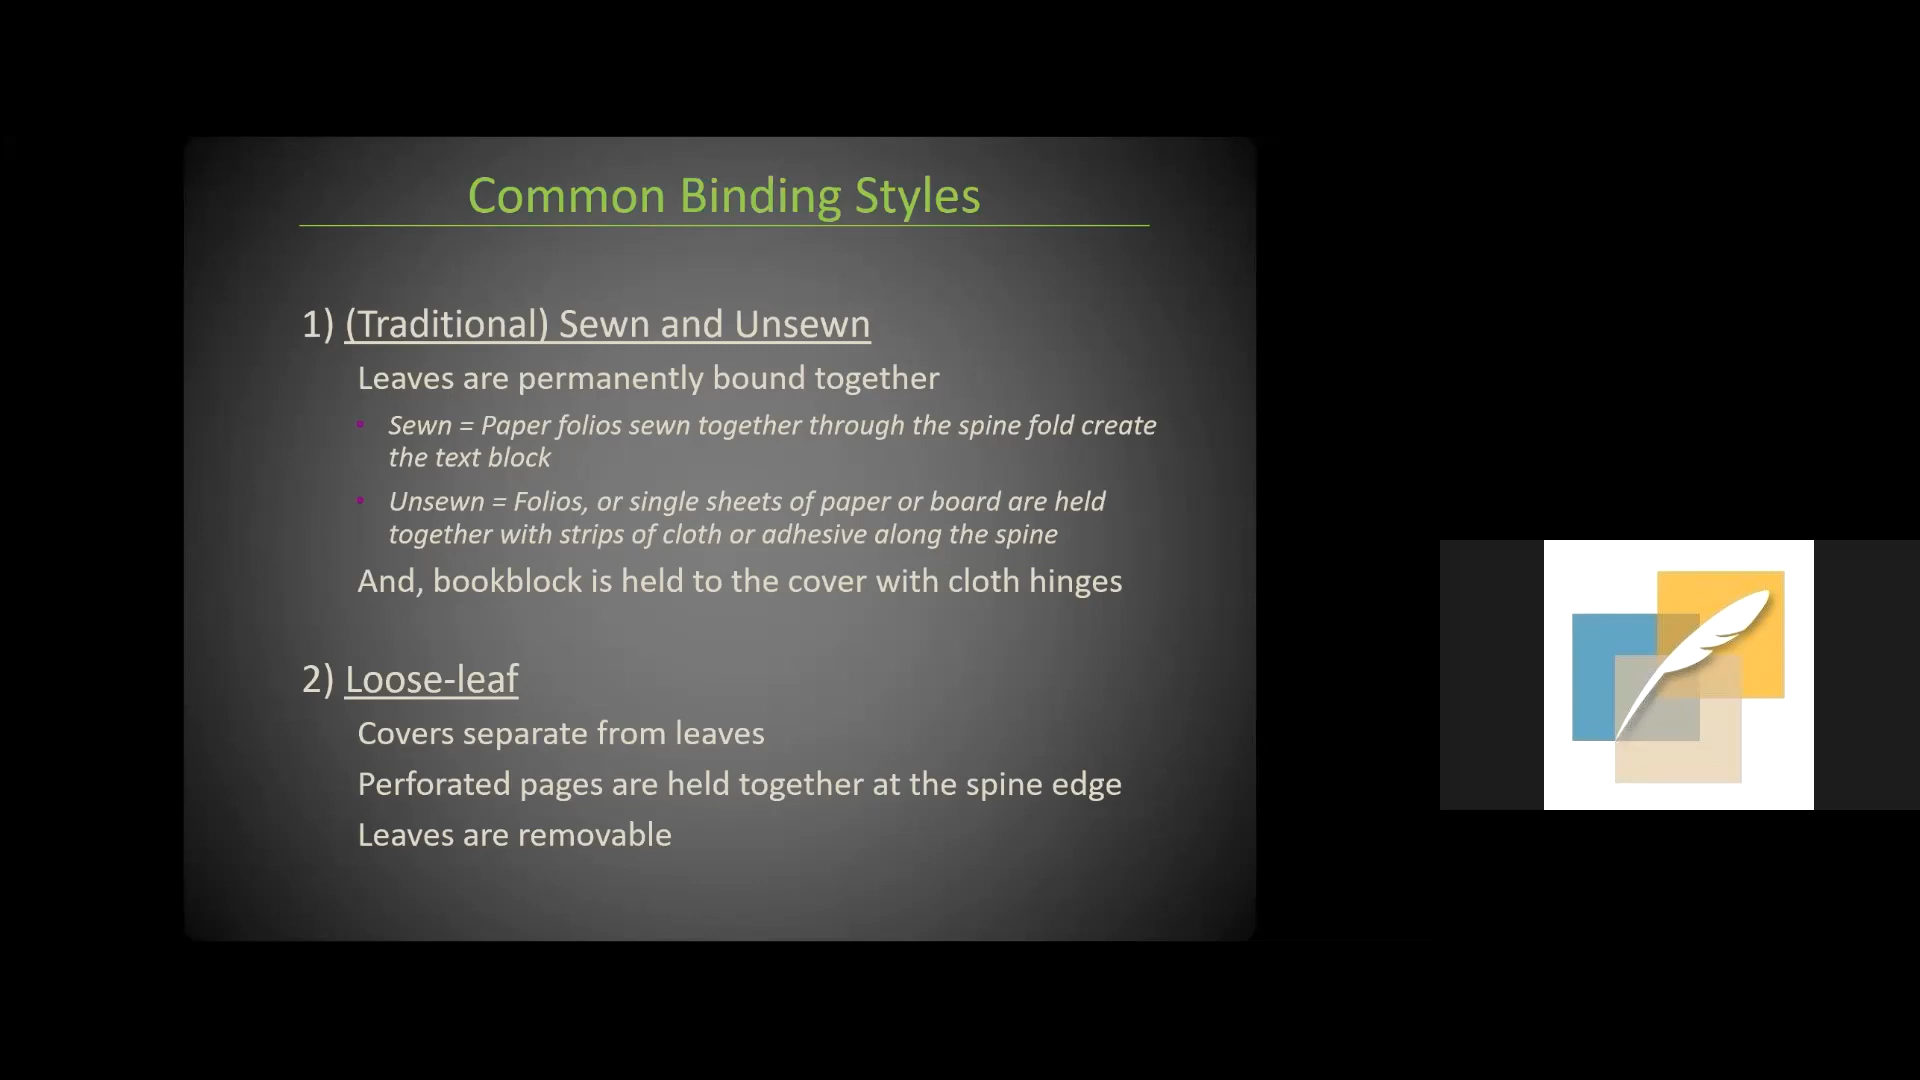 Common Binding Styles
1) (Traditional) Sewn and Unsewn
Leaves are permanently bound together
• Sewn = Paper folios sewn together through the spine fold create
the text block
• Unsewn = Folios, or single sheets of paper or board are held
together with strips of cloth or adhesive along the spine
And, bookblock is held to the cover with cloth hinges
2) Loose-leaf
Covers separate from leaves
Perforated pages are held together at the spine edge
Leaves are removable